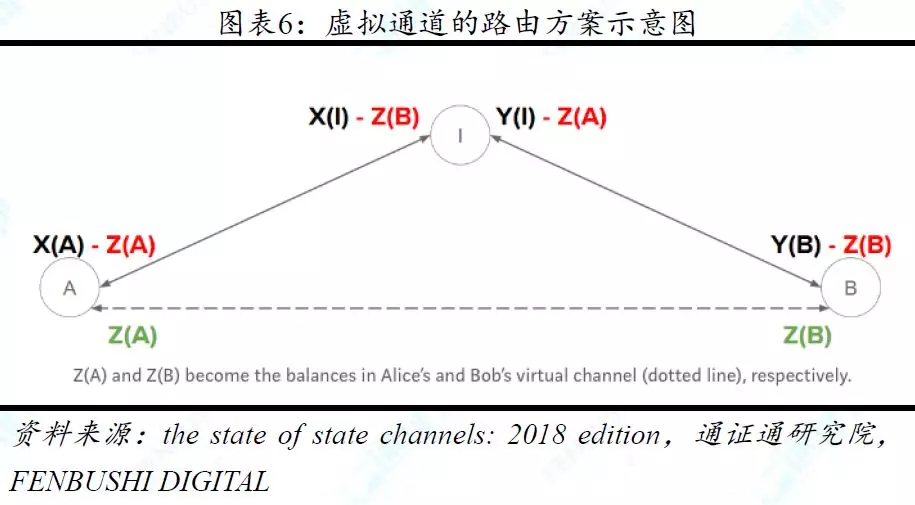 图表6：虚拟通道的路由方案示意图
X(I) - Z(B) I Y(I) - Z(A)
X(A) - Z(A) Y(B) - Z(B)
A B
Z(A) Z(B)
Z(A) and Z(B) become the balances in Alice's and Bob's virtual channel (dotted line), respectively.
资料来源：the state of state channels: 2018 edition，通证通研究院，
FENBUSHI DIGITAL